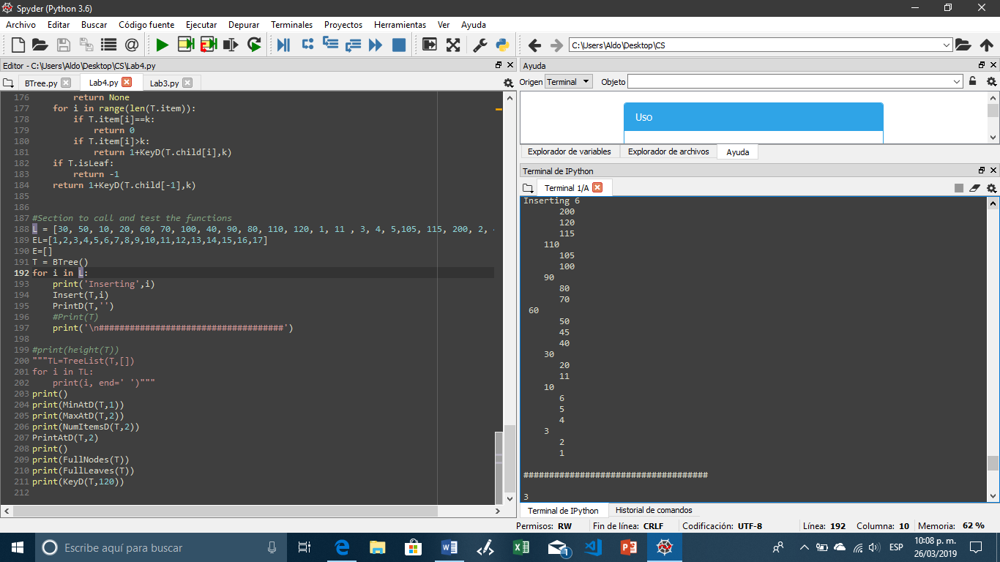 Spyder (Python 3.6)
Archivo Editar Buscar Código fuente Ejecutar Depurar Terminales Proyectos Herramientas Ver Ayuda
C:\Users\Aldo\Desktop\CS
Editor - C:\Users\Aldo\Desktop\CS\Lab4.py
BTree.py Lab4.py Lab3.py
176         return None
177     for i in range(len(T.item)):
178         if T.item[i]==k:
179             return 0
180         if T.item[i]>k:
181             return 1+KeyD(T.child[i],k)
182     if T.isLeaf:
183         return -1
184     return 1+KeyD(T.child[-1],k)
185
186
187 #Section to call and test the functions
188 L = [30, 50, 10, 20, 60, 70, 100, 40, 90, 80, 110, 120, 1, 11 , 3, 4, 5,105, 115, 200, 2,
189 EL=[1,2,3,4,5,6,7,8,9,10,11,12,13,14,15,16,17]
190 E=[]
191 T = BTree()
192 for i in L:
193     print('Inserting',i)
194     Insert(T,i)
195     PrintD(T,'')
196     #Print(T)
197     print('\n####################################')
198
199 #print(height(T))
200 """TL=TreeList(T,[])
201 for i in TL:
202     print(i, end=' ')"""
203 print()
204 print(MinAtD(T,1))
205 print(MaxAtD(T,2))
206 print(NumItemsD(T,2))
207 PrintAtD(T,2)
208 print()
209 print(FullNodes(T))
210 print(FullLeaves(T))
211 print(KeyD(T,120))
212
Ayuda
Origen Terminal Objeto
Uso
Explorador de variables Explorador de archivos Ayuda
Terminal de IPython
Terminal 1/A
Inserting 6
200
120
115
110
105
100
90
80
70
60
50
45
40
30
20
11
10
6
5
4
3
2
1
####################################
3
Terminal de IPython Historial de comandos
Permisos: RW Fin de línea: CRLF Codificación: UTF-8 Línea: 192 Columna: 10 Memoria: 62 %
Escribe aquí para buscar
1
ESP
10:08 p. m.
26/03/2019